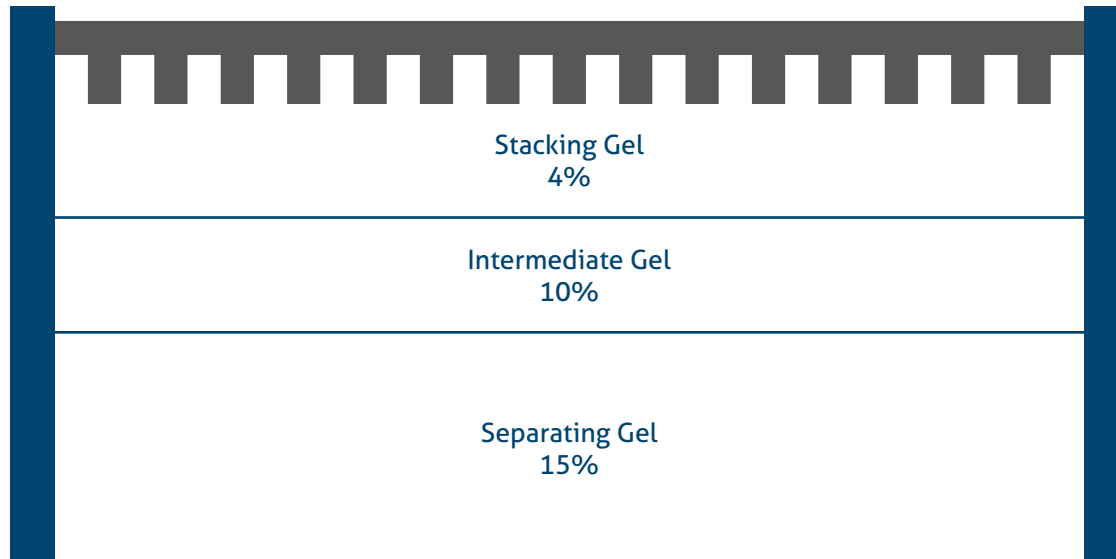 Stacking Gel
4%
Intermediate Gel
10%
Separating Gel
15%